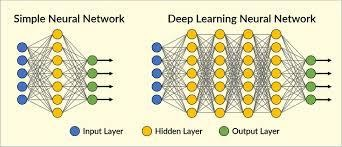 Simple Neural Network
Deep Learning Neural Network
Input Layer
Hidden Layer
Output Layer